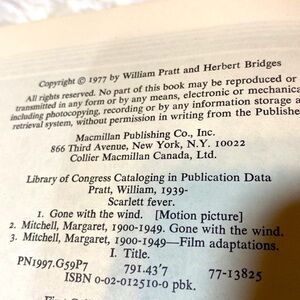 Copyright © 1977 by William Pratt and Herbert Bridges
All rights reserved. No part of this book may be reproduced or
transmitted in any form or by any means, electronic or mechanical
including photocopying, recording or by any information storage a
retrieval system, without permission in writing from the Publisher
Macmillan Publishing Co., Inc.
866 Third Avenue, New York, N.Y. 10022
Collier Macmillan Canada, Ltd.
Library of Congress Cataloging in Publication Data
Pratt, William, 1939-
Scarlett fever.
1. Gone with the wind. [Motion picture]
2. Mitchell, Margaret, 1900-1949. Gone with the wind.
3. Mitchell, Margaret, 1900-1949—Film adaptations.
I. Title.
PN1997.G59P7 791.43'7 77-13825
ISBN 0-02-012510-0 pbk.